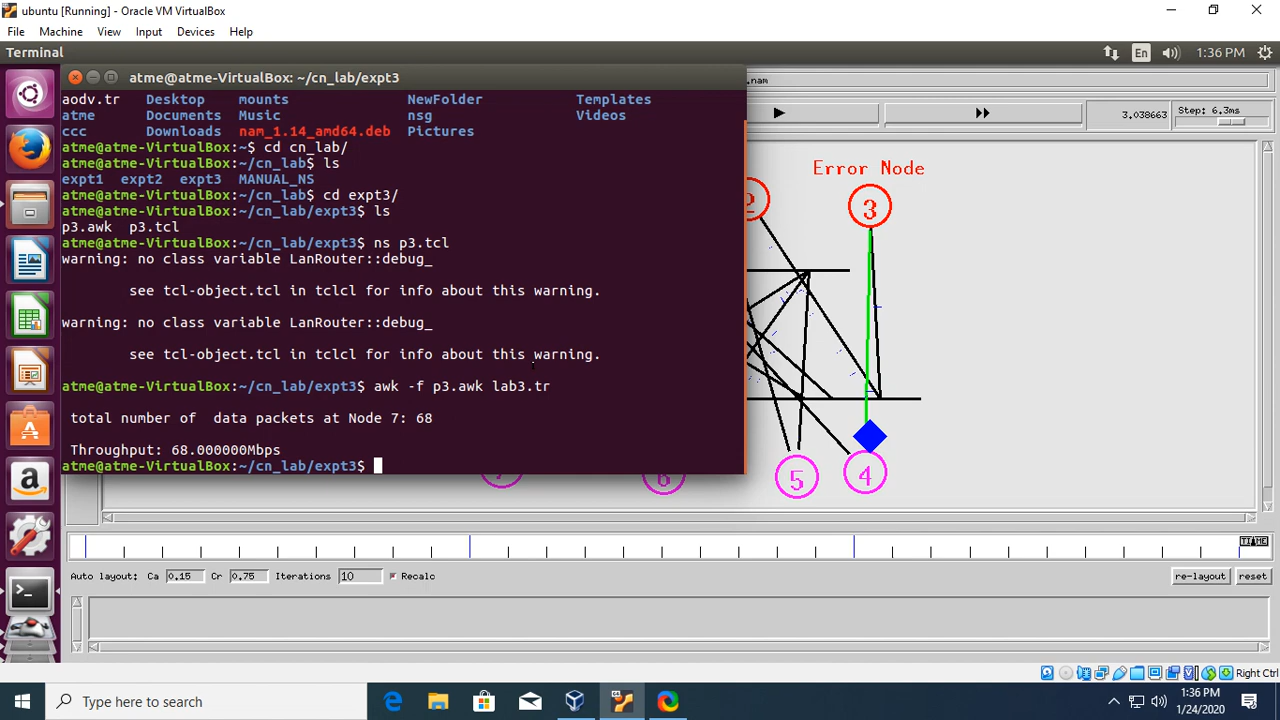 ubuntu [Running] - Oracle VM VirtualBox
File Machine View Input Devices Help
Terminal
En
1:36 PM
atme@atme-VirtualBox: ~/cn_lab/expt3
.nam
aodv.tr Desktop mounts NewFolder Templates
atme Documents Music nsg Videos
ccc Downloads nam_1.14_amd64.deb Pictures
atme@atme-VirtualBox:~$ cd cn_lab/
atme@atme-VirtualBox:~/cn_lab$ ls
expt1 expt2 expt3 MANUAL_NS
atme@atme-VirtualBox:~/cn_lab$ cd expt3/
atme@atme-VirtualBox:~/cn_lab/expt3$ ls
p3.awk p3.tcl
atme@atme-VirtualBox:~/cn_lab/expt3$ ns p3.tcl
warning: no class variable LanRouter::debug_
see tcl-object.tcl in tclcl for info about this warning.
warning: no class variable LanRouter::debug_
see tcl-object.tcl in tclcl for info about this warning.
atme@atme-VirtualBox:~/cn_lab/expt3$ awk -f p3.awk lab3.tr
total number of data packets at Node 7: 68
Throughput: 68.000000Mbps
atme@atme-VirtualBox:~/cn_lab/expt3$
3.038663
Step: 6.3ms
Error Node
2
3
7
6
5
4
TIME
Auto layout: Ca 0.15 Cr 0.75 Iterations 10 Recalc
re-layout
reset
Right Ctrl
Type here to search
1:36 PM
1/24/2020